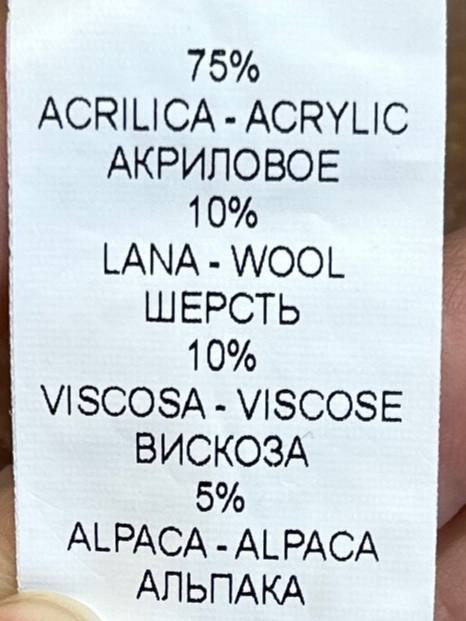 75%
ACRILICA - ACRYLIC
АКРИЛОВОЕ
10%
LANA - WOOL
ШЕРСТЬ
10%
VISCOSA - VISCOSE
ВИСКОЗА
5%
ALPACA - ALPACA
АЛЬПАКА